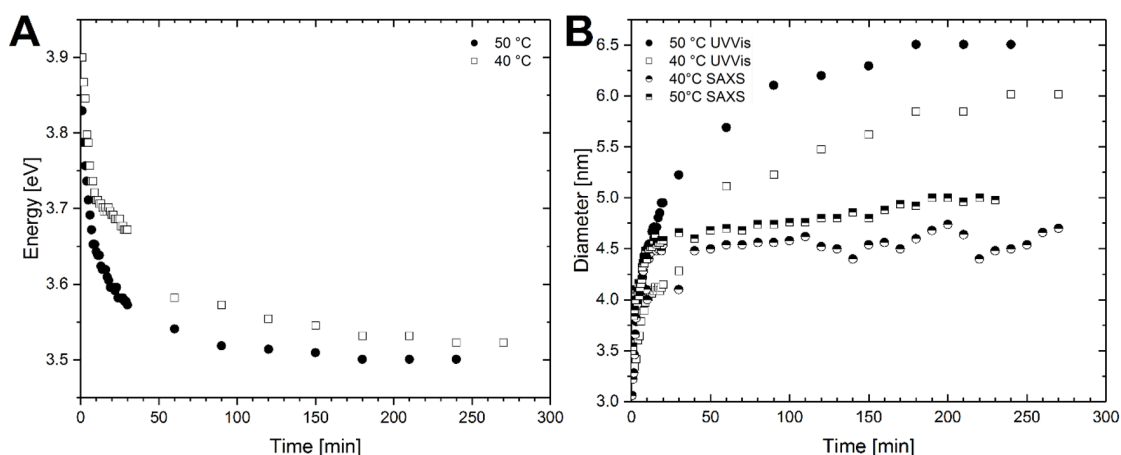 A
50 °C
40 °C
3.9
3.8
3.7
3.6
3.5
Energy [eV]
0 50 100 150 200 250 300
Time [min]
B
50 °C UVVis
40 °C UVVis
40°C SAXS
50°C SAXS
6.5
6.0
5.5
5.0
4.5
4.0
3.5
3.0
Diameter [nm]
0 50 100 150 200 250 300
Time [min]